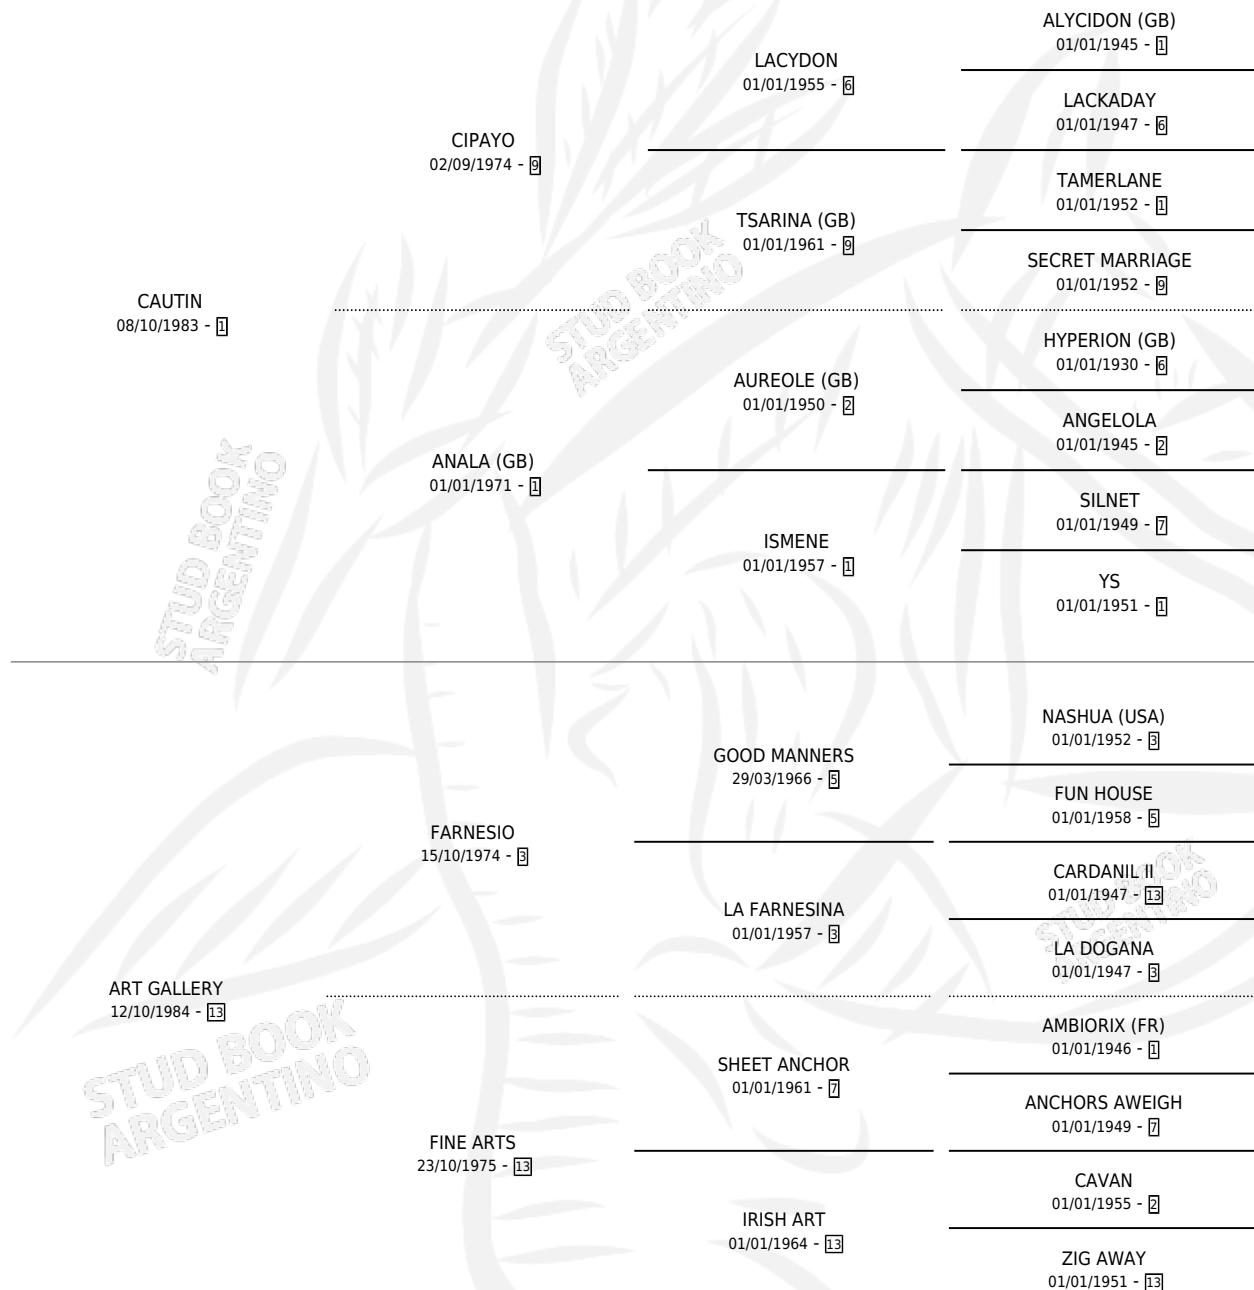 ALYCIDON (GB)
01/01/1945 - 1
LACYDON
01/01/1955 - 6
LACKADAY
01/01/1947 - 6
CIPAYO
02/09/1974 - 9
TAMERLANE
01/01/1952 - 1
TSARINA (GB)
01/01/1961 - 9
SECRET MARRIAGE
01/01/1952 - 9
CAUTIN
08/10/1983 - 1
STUD BOOK
ARGENTINO
HYPERION (GB)
01/01/1930 - 6
AUREOLE (GB)
01/01/1950 - 2
ANGELOLA
01/01/1945 - 2
ANALA (GB)
01/01/1971 - 1
SILNET
01/01/1949 - 7
ISMENE
01/01/1957 - 1
YS
01/01/1951 - 1
STUD BOOK
ARGENTINO
NASHUA (USA)
01/01/1952 - 3
GOOD MANNERS
29/03/1966 - 5
FUN HOUSE
01/01/1958 - 5
FARNESIO
15/10/1974 - 3
CARDANIL II
01/01/1947 - 13
STUD BOOK
ARGENTINO
LA FARNESINA
01/01/1957 - 3
LA DOGANA
01/01/1947 - 3
ART GALLERY
12/10/1984 - 13
STUD BOOK
ARGENTINO
AMBIORIX (FR)
01/01/1946 - 1
SHEET ANCHOR
01/01/1961 - 7
ANCHORS AWEIGH
01/01/1949 - 7
FINE ARTS
23/10/1975 - 13
CAVAN
01/01/1955 - 2
IRISH ART
01/01/1964 - 13
ZIG AWAY
01/01/1951 - 13